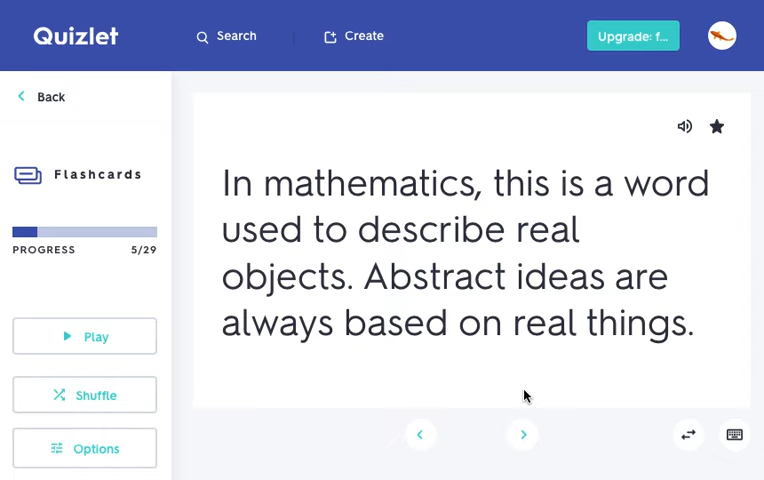 Quizlet
Search
Create
Upgrade: f...
Back
Flashcards
PROGRESS 5/29
Play
Shuffle
Options
In mathematics, this is a word
used to describe real
objects. Abstract ideas are
always based on real things.